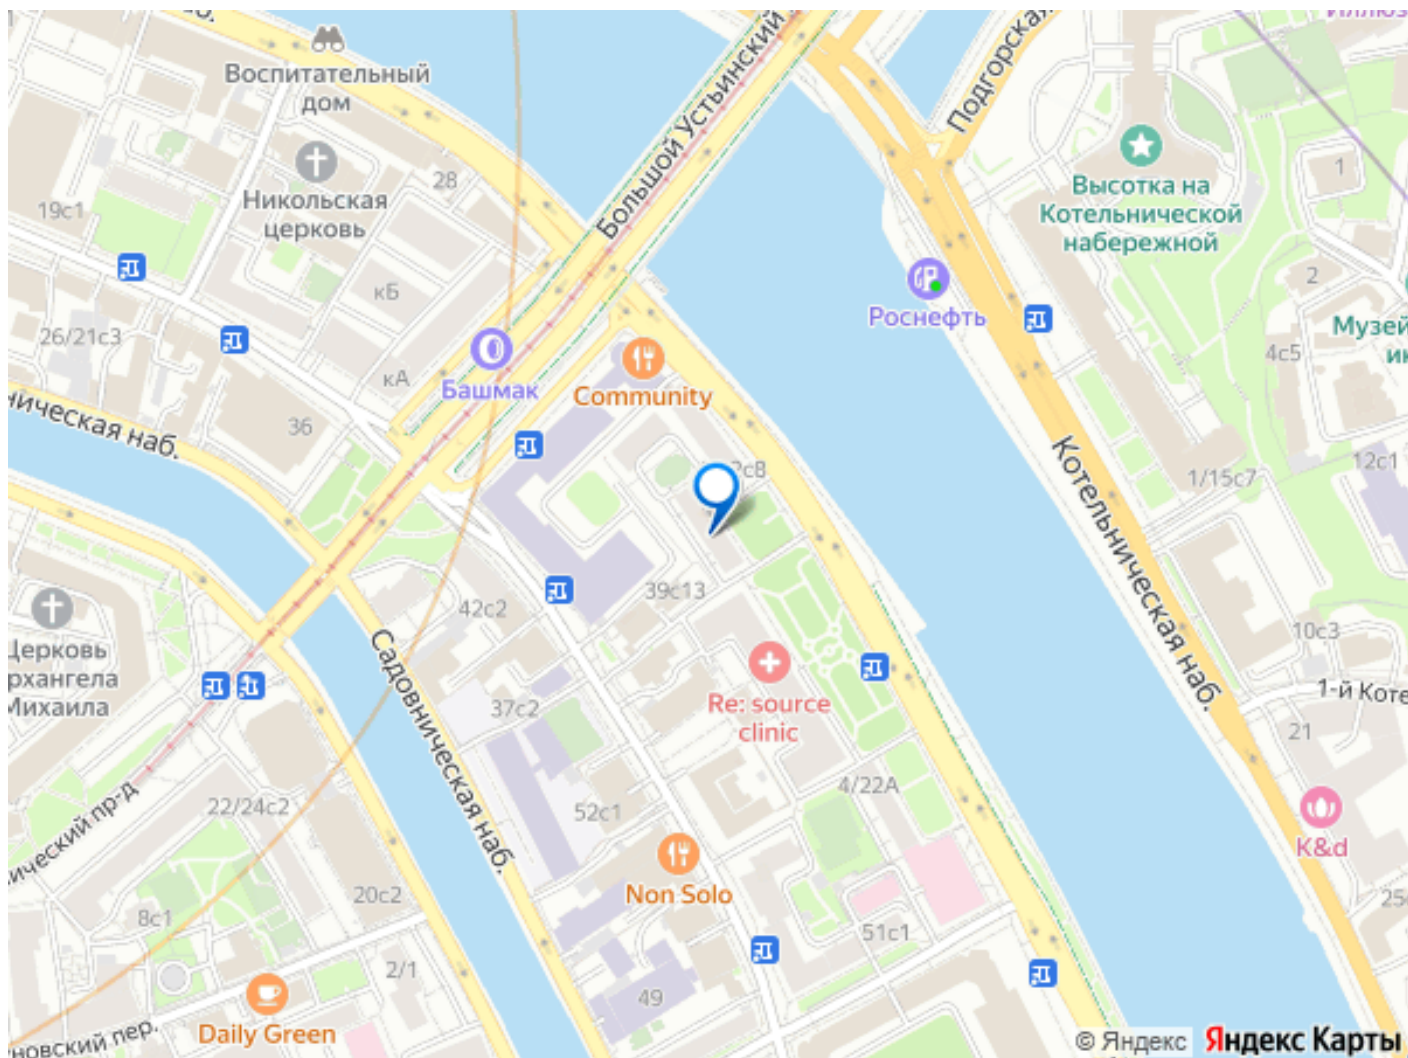 Воспитательный
дом
Никольская
церковь
28
19с1
кБ
26/21с3
кА
36
Башмак
Community
Большой Устьинский
Подгорская
Высотка на
Котельнической
набережной
1
2
Роснефть
Музей
4с5
12с1
1/15с7
Котельническая наб.
2с8
39с13
42с2
ническая наб.
Церковь
рхангела
Михаила
Садовническая наб.
37с2
Re: source
clinic
10с3
1-й Коте
21
22/24с2
52с1
4/22А
K&d
ический пр-д
Non Solo
20с2
8с1
51с1
25с
2/1
49
Daily Green
новский пер.
© Яндекс Яндекс Карты